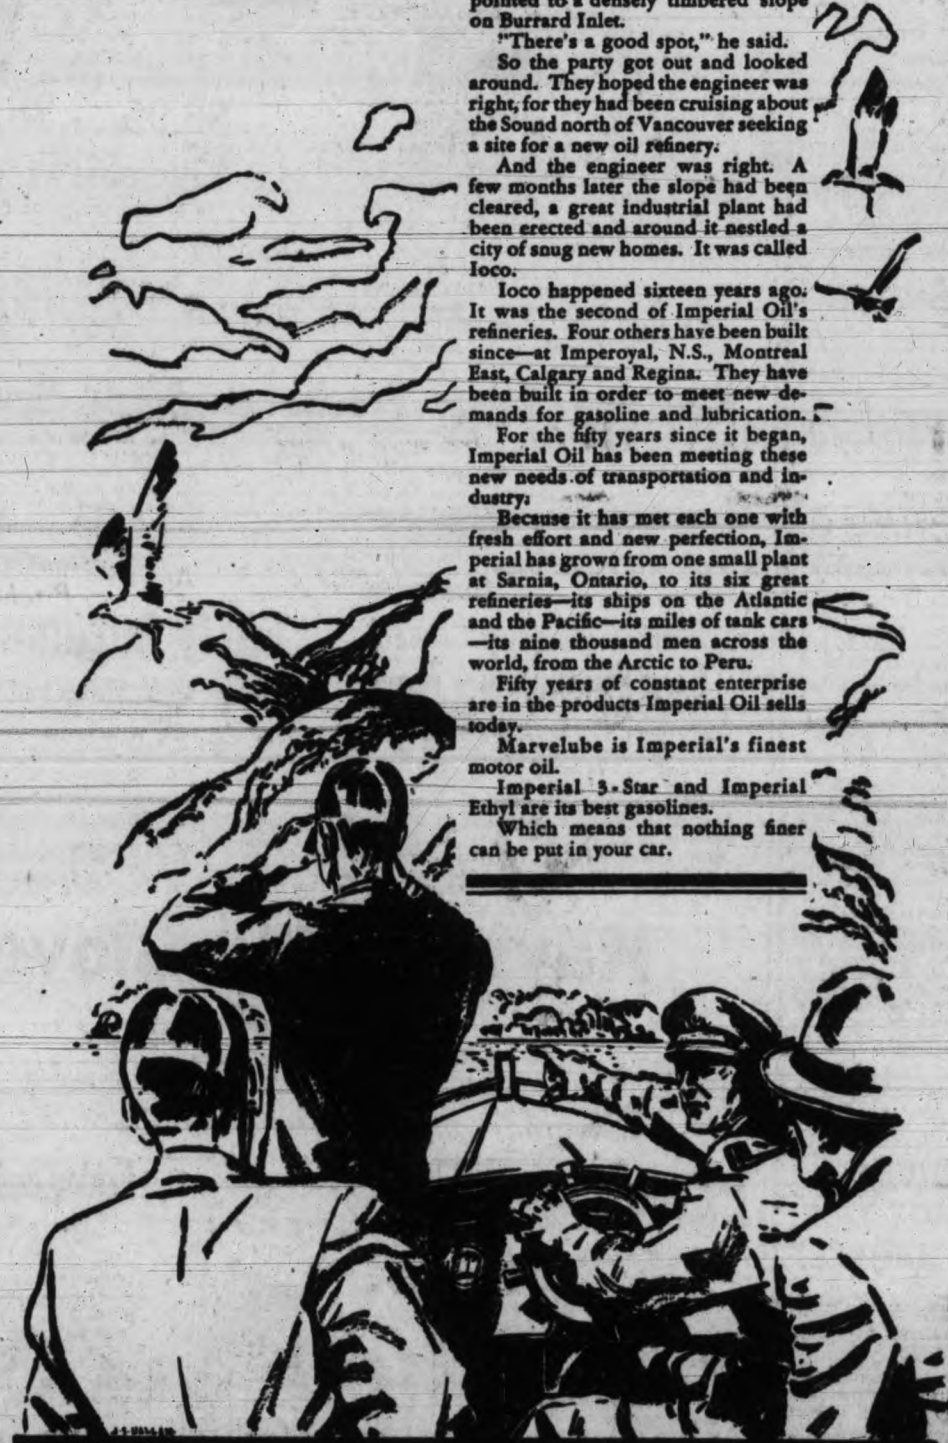 pointed to a densely timbered slope
on Burrard Inlet.
"There's a good spot," he said.
So the party got out and looked
around. They hoped the engineer was
right, for they had been cruising about
the Sound north of Vancouver seeking
a site for a new oil refinery.
And the engineer was right. A
few months later the slope had been
cleared, a great industrial plant had
been erected and around it nestled a
city of snug new homes. It was called
Ioco.
Ioco happened sixteen years ago.
It was the second of Imperial Oil's
refineries. Four others have been built
since—at Imperoyal, N.S., Montreal
East, Calgary and Regina. They have
been built in order to meet new de-
mands for gasoline and lubrication.
For the fifty years since it began,
Imperial Oil has been meeting these
new needs of transportation and in-
dustry.
Because it has met each one with
fresh effort and new perfection, Im-
perial has grown from one small plant
at Sarnia, Ontario, to its six great
refineries—its ships on the Atlantic
and the Pacific—its miles of tank cars
—its nine thousand men across the
world, from the Arctic to Peru.
Fifty years of constant enterprise
are in the products Imperial Oil sells
today.
Marvelube is Imperial's finest
motor oil.
Imperial 3-Star and Imperial
Ethyl are its best gasolines.
Which means that nothing finer
can be put in your car.